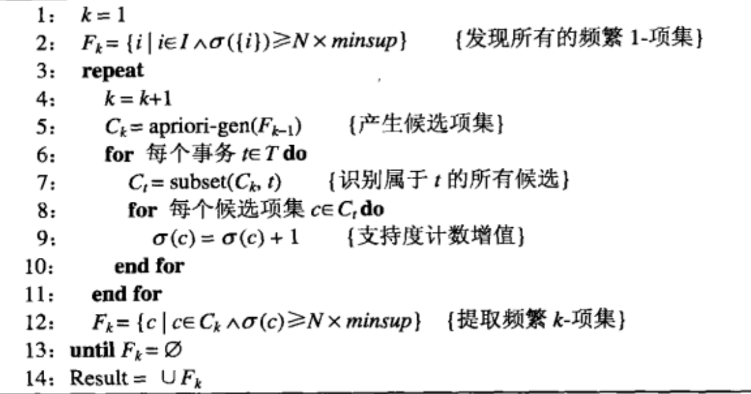 1: k = 1
2: Fk = {i | i∈I ∧ σ({i}) ≥ N × minsup} {发现所有的频繁 1-项集}
3: repeat
4: k = k+1
5: Ck = apriori-gen(Fk−1) {产生候选项集}
6: for 每个事务 t∈T do
7: Ct = subset(Ck, t) {识别属于 t 的所有候选}
8: for 每个候选项集 c∈Ct do
9: σ(c) = σ(c) + 1 {支持度计数增值}
10: end for
11: end for
12: Fk = {c | c∈Ck ∧ σ(c) ≥ N × minsup} {提取频繁 k-项集}
13: until Fk = ∅
14: Result = ∪Fk